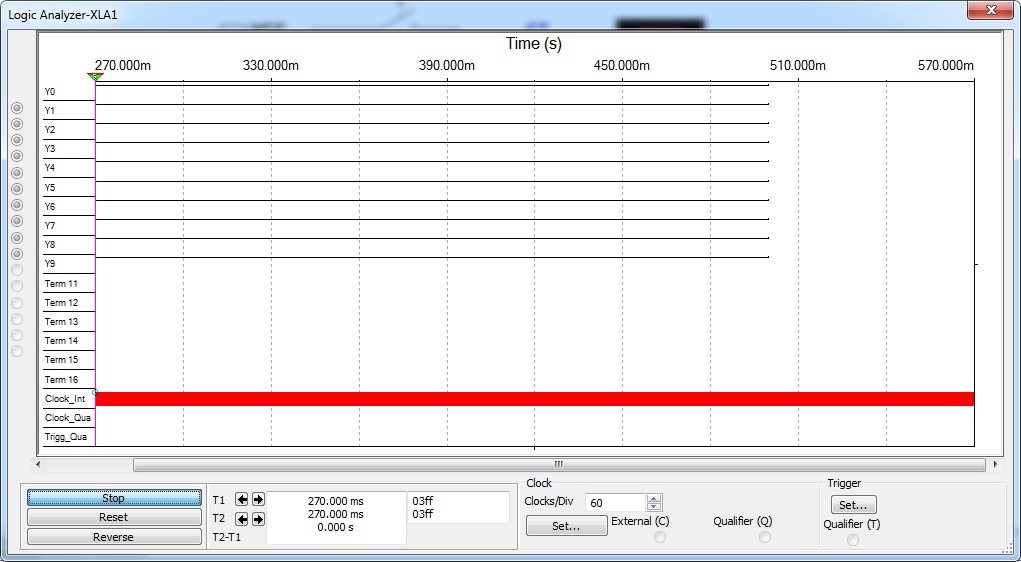 Logic Analyzer-XLA1
Time (s)
270.000m 330.000m 390.000m 450.000m 510.000m 570.000m
Y0
Y1
Y2
Y3
Y4
Y5
Y6
Y7
Y8
Y9
Term 11
Term 12
Term 13
Term 14
Term 15
Term 16
Clock_Int
Clock_Qua
Trigg_Qua
Stop
Reset
Reverse
T1 270.000 ms 03ff
T2 270.000 ms 03ff
T2-T1 0.000 s
Clock
Clocks/Div 60
Set... External (C) Qualifier (Q)
Trigger
Set...
Qualifier (T)